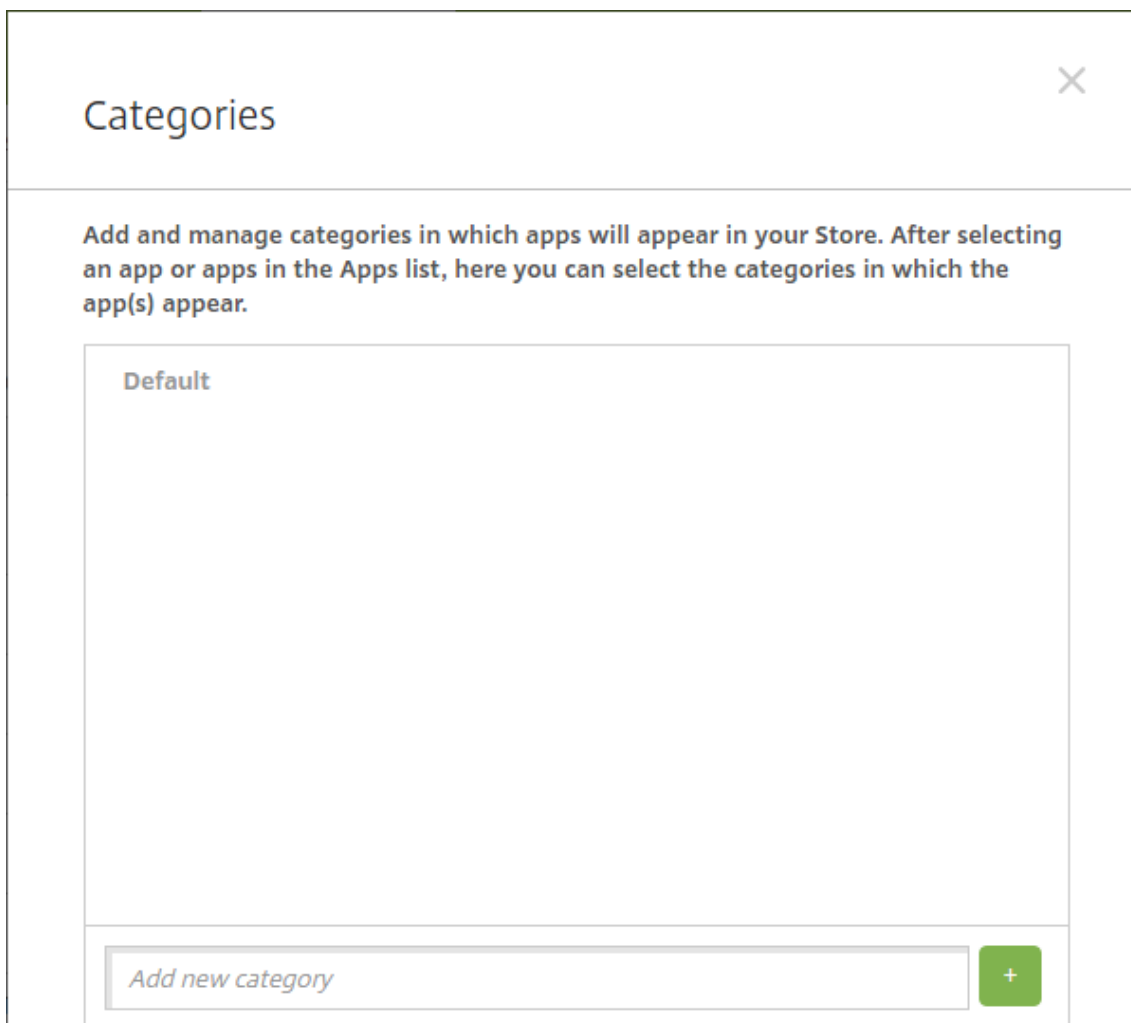 Categories
Add and manage categories in which apps will appear in your Store. After selecting
an app or apps in the Apps list, here you can select the categories in which the
app(s) appear.
Default
Add new category
+